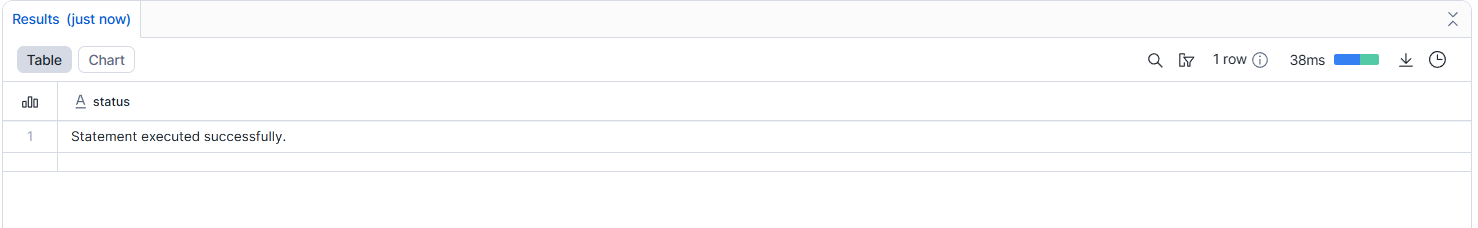 Results (just now)
Table Chart 1 row 38ms
A status
1 Statement executed successfully.